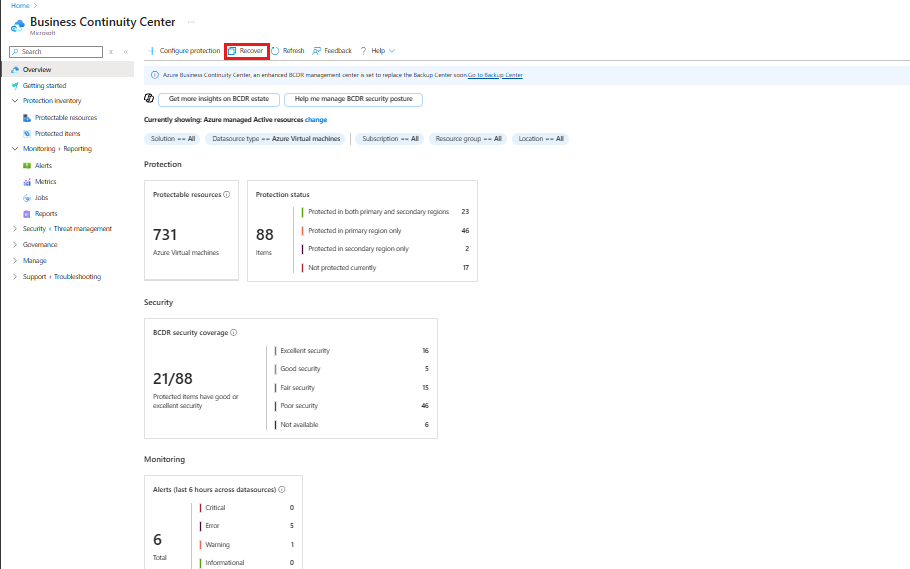 Home >
Business Continuity Center ...
Microsoft
Search
Configure protection Recover Refresh Feedback ? Help
Overview
Getting started
Protection inventory
Protectable resources
Protected items
Monitoring + Reporting
Alerts
Metrics
Jobs
Reports
Security + Threat management
Governance
Manage
Support + Troubleshooting
Azure Business Continuity Center, an enhanced BCDR management center is set to replace the Backup Center soon.Go to Backup Center
Get more insights on BCDR estate Help me manage BCDR security posture
Currently showing: Azure managed Active resources change
Solution == All Datasource type == Azure Virtual machines Subscription == All Resource group == All Location == All
Protection
Protectable resources
731
Azure Virtual machines
Protection status
88
Items
Protected in both primary and secondary regions 23
Protected in primary region only 46
Protected in secondary region only 2
Not protected currently 17
Security
BCDR security coverage
21/88
Protected items have good or
excellent security
Excellent security 16
Good security 5
Fair security 15
Poor security 46
Not available 6
Monitoring
Alerts (last 6 hours across datasources)
6
Total
Critical 0
Error 5
Warning 1
Informational 0